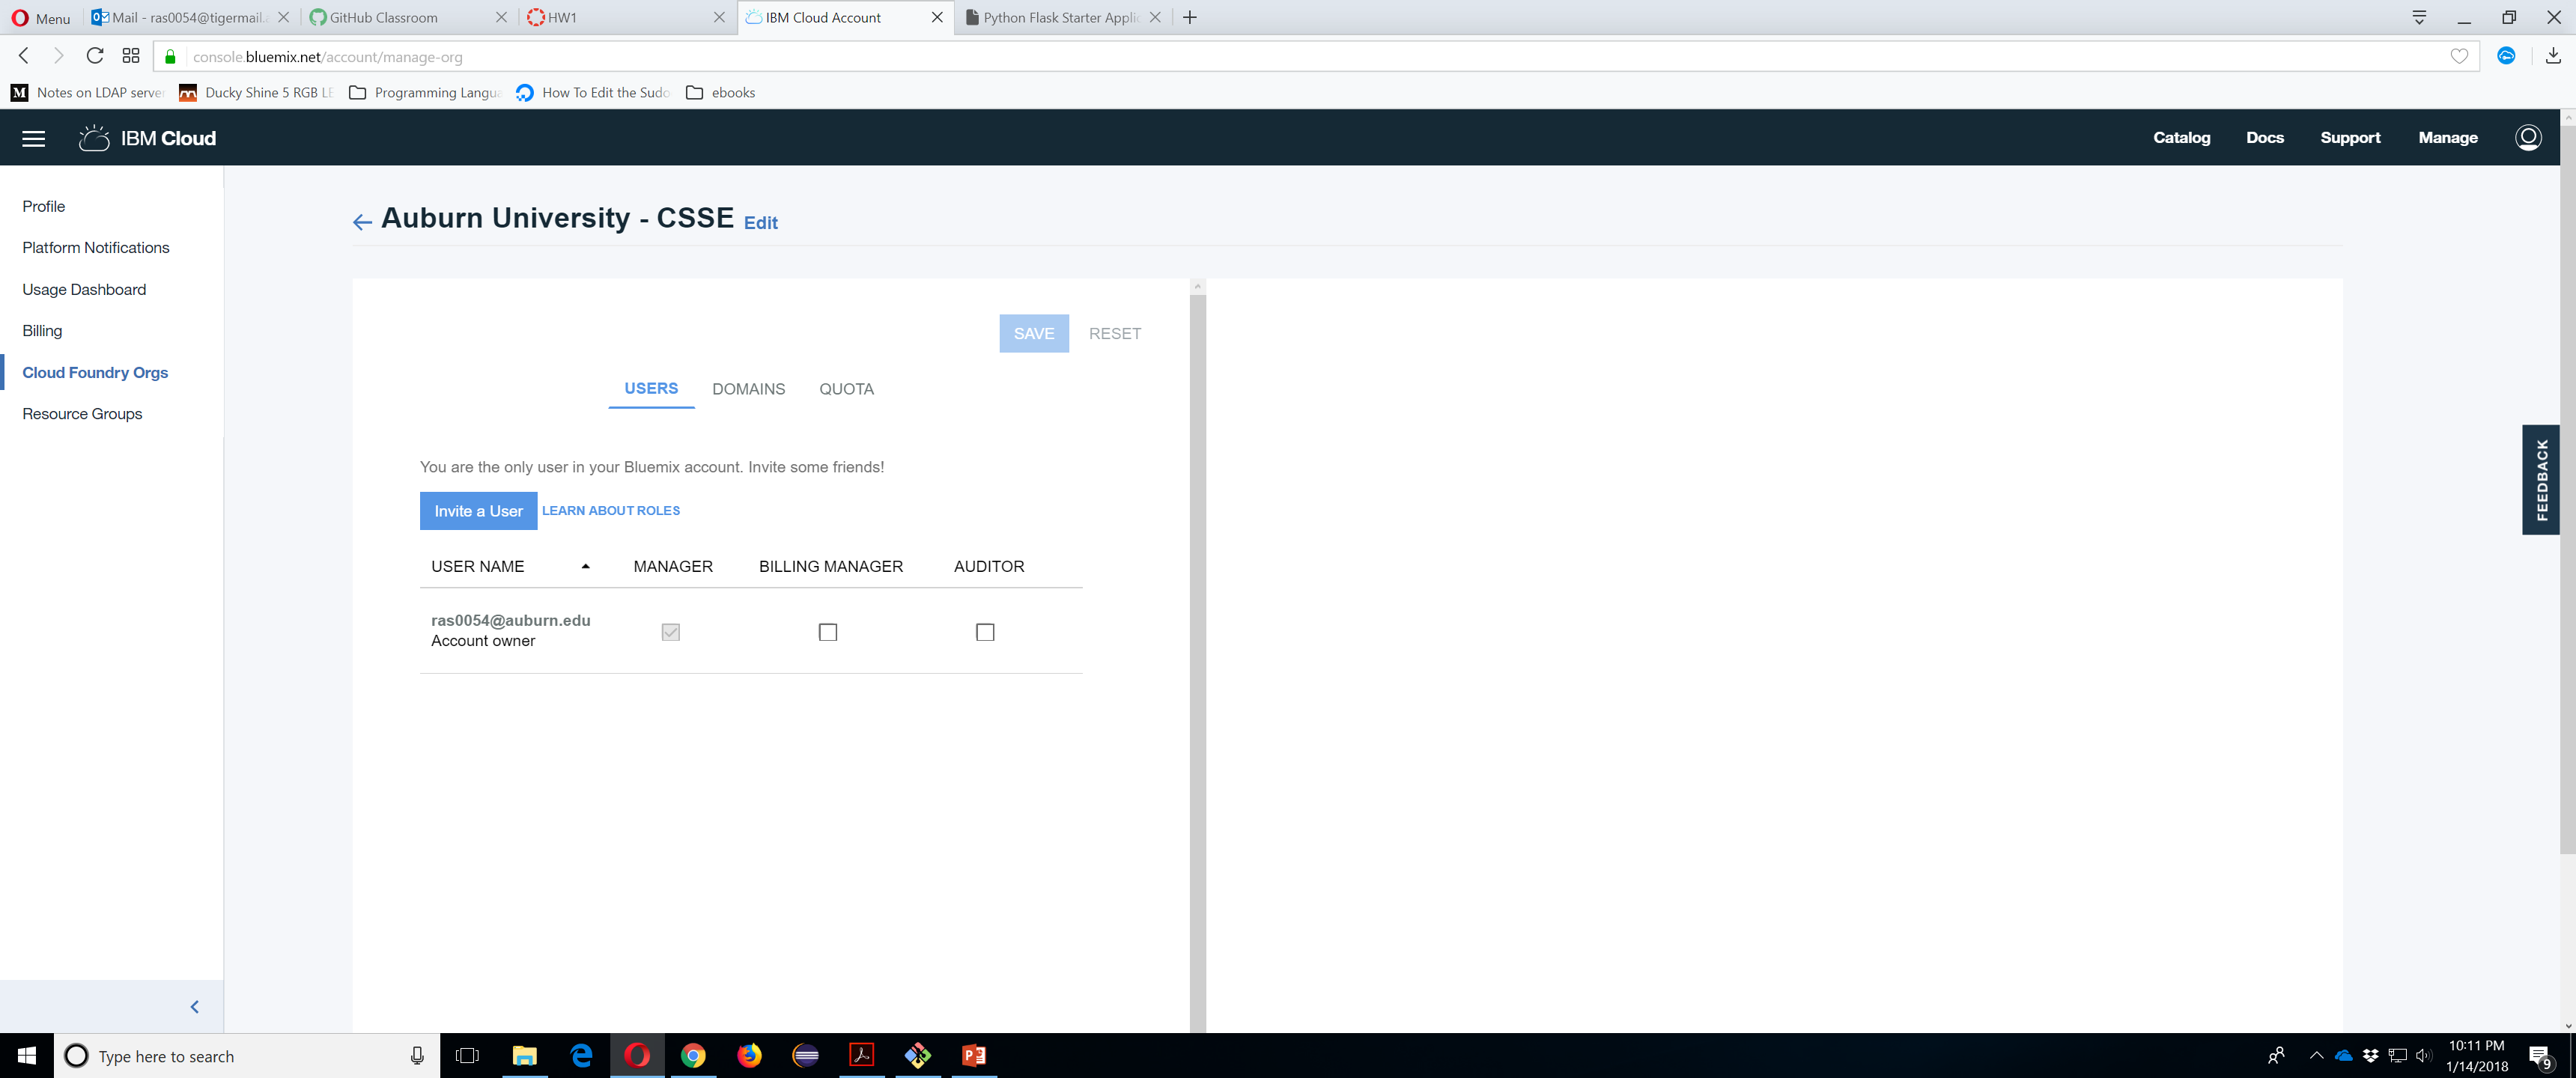 Menu
Mail - ras0054@tigermail.
GitHub Classroom
HW1
IBM Cloud Account
Python Flask Starter Applic
console.bluemix.net/account/manage-org
Notes on LDAP server
Ducky Shine 5 RGB LE
Programming Langua
How To Edit the Sudo
ebooks
IBM Cloud
Catalog
Docs
Support
Manage
Profile
Platform Notifications
Usage Dashboard
Billing
Cloud Foundry Orgs
Resource Groups
Auburn University - CSSE Edit
SAVE
RESET
USERS
DOMAINS
QUOTA
You are the only user in your Bluemix account. Invite some friends!
Invite a User
LEARN ABOUT ROLES
USER NAME
MANAGER
BILLING MANAGER
AUDITOR
ras0054@auburn.edu
Account owner
FEEDBACK
Type here to search
10:11 PM
1/14/2018
9